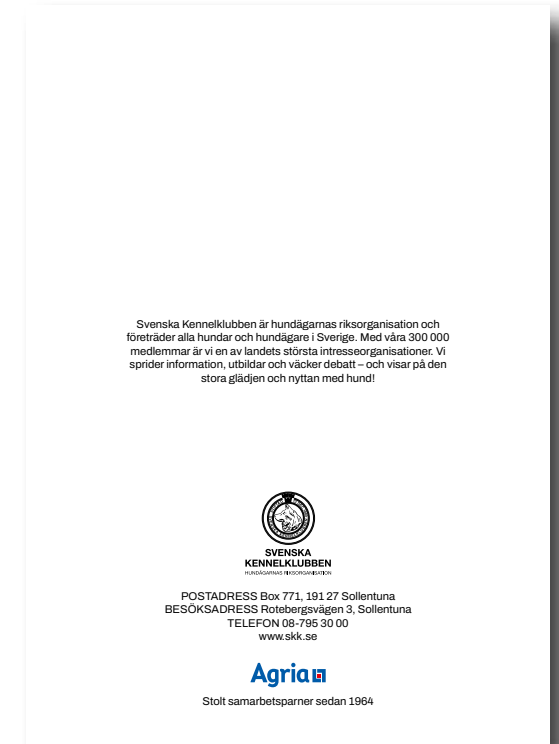 Svenska Kennelklubben är hundägarnas riksorganisation och
företräder alla hundar och hundägare i Sverige. Med våra 300 000
medlemmar är vi en av landets största intresseorganisationer. Vi
sprider information, utbildar och väcker debatt – och visar på den
stora glädjen och nyttan med hund!
SVENSKA
KENNELKLUBBEN
HUNDÄGARNAS RIKSORGANISATION
POSTADRESS Box 771, 191 27 Sollentuna
BESÖKSADRESS Rotebergsvägen 3, Sollentuna
TELEFON 08-795 30 00
www.skk.se
Agria
Stolt samarbetsparner sedan 1964